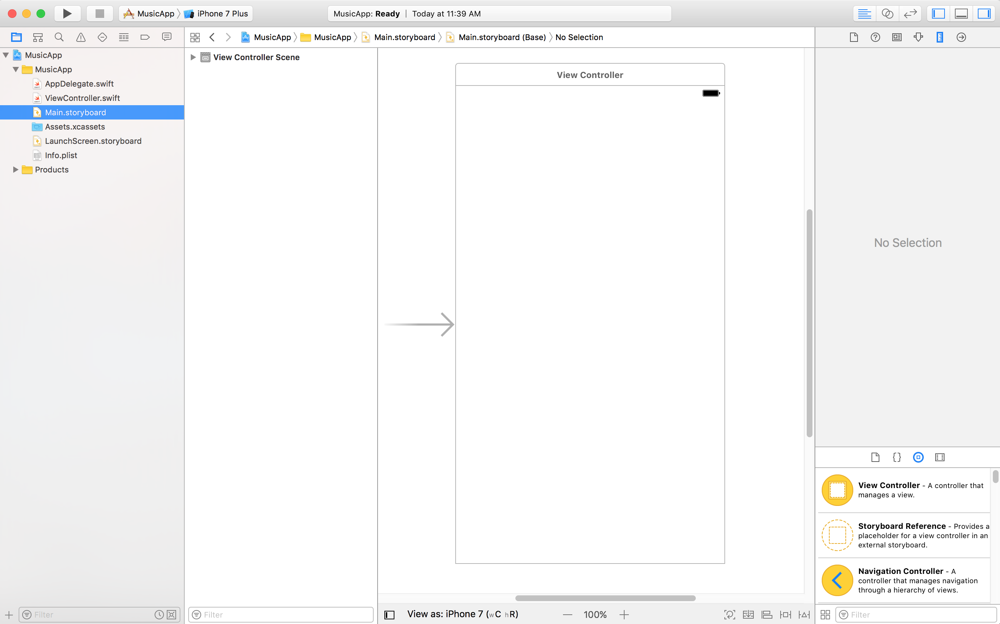 MusicApp
iPhone 7 Plus
MusicApp: Ready
Today at 11:39 AM
MusicApp
MusicApp
Main.storyboard
Main.storyboard (Base)
No Selection
MusicApp
MusicApp
AppDelegate.swift
ViewController.swift
Main.storyboard
Assets.xcassets
LaunchScreen.storyboard
Info.plist
Products
Filter
View Controller Scene
Filter
View Controller
View as: iPhone 7 (wC hR)
100%
No Selection
View Controller - A controller that
manages a view.
Storyboard Reference - Provides a
placeholder for a view controller in an
external storyboard.
Navigation Controller - A
controller that manages navigation
through a hierarchy of views.
Filter